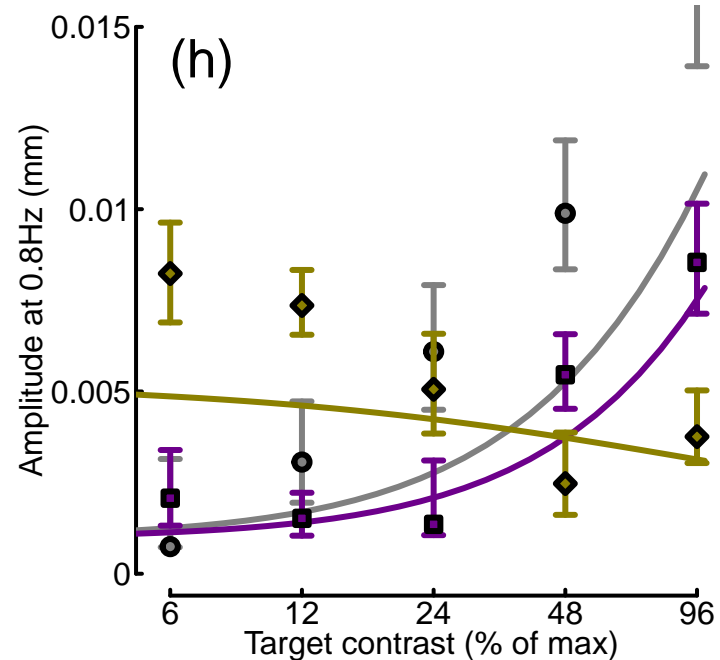 (h)
Amplitude at 0.8Hz (mm)
0.015
0.01
0.005
0
6 12 24 48 96
Target contrast (% of max)